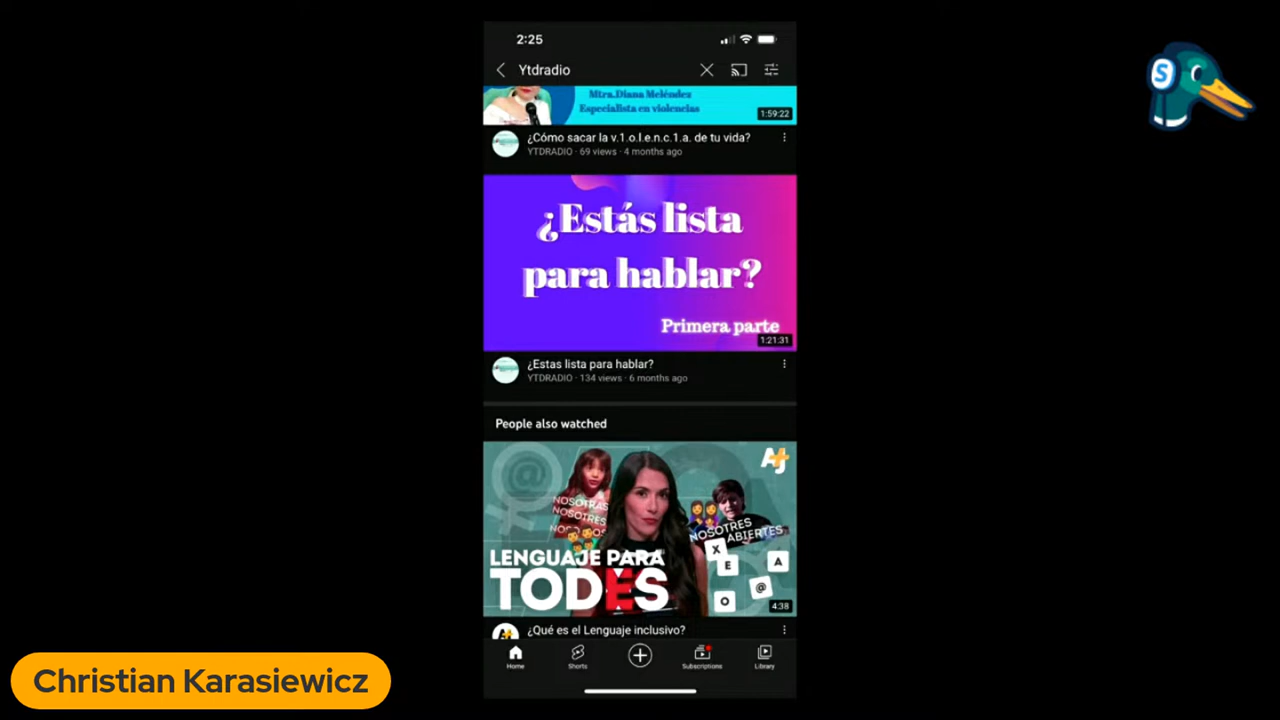 2:25
Ytdradio
S
Mtra.Diana Meléndez
Especialista en violencias
1:59:22
¿Cómo sacar la v.1.o.l.e.n.c.1.a. de tu vida?
YTDRADIO · 69 views · 4 months ago
¿Estás lista
para hablar?
Primera parte
1:21:31
¿Estas lista para hablar?
YTDRADIO · 134 views · 6 months ago
People also watched
@
AJ+
NOSOTRAS
NOSOTRES
NOSOTROS
NOSOTRES
ABIERTES
X
E
A
O
@
LENGUAJE PARA
TODES
4:38
¿Qué es el Lenguaje inclusivo?
Home
Shorts
Subscriptions
Library
Christian Karasiewicz